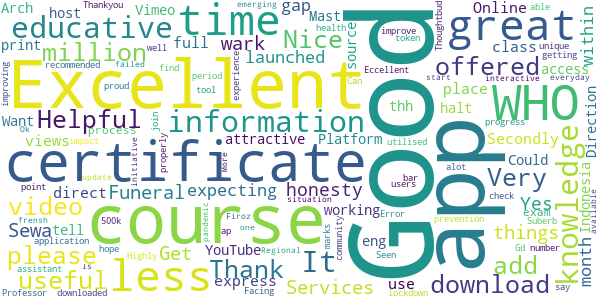 Arch
Thankyou
Vimeo
emerging
able
host
time
gap
Mast
Online
great
educative
health
Arch
print
million
full
wark
Nice
launched
source
improve
token
Thoughtbud
class
unique
getting
within
improving
recommended
failed
find
period
well
experience
offered
access
Excellent
Good
WHO
proud
tool
Can
Eccellent
start
interactive
everyday
Want
Ok
Helpful
information
thh
place
halt
Direction
views
process
join
attractive
Platform
utilised
progress
Secondly
certificate
app
knowledge
initiative
properly
More
Very
Could
point
direct
Funeral
expecting
honesty
bar
users
alot
check
Yes
exam
Suberb
Indonesia
available
video
frensh
500k
pandemic
Firoz
one
situation
working
marks
community
eng
things
Sewa
tell
course
YouTube
Error
prevention
month
please
application
hope
ap
Regional
It
use
Seen
Gd
number
add
useful
impact
update
less
Get
Thank
express
Services
download
assistant
Is
Highly
Professor
downloaded
Facing
lockdown
say